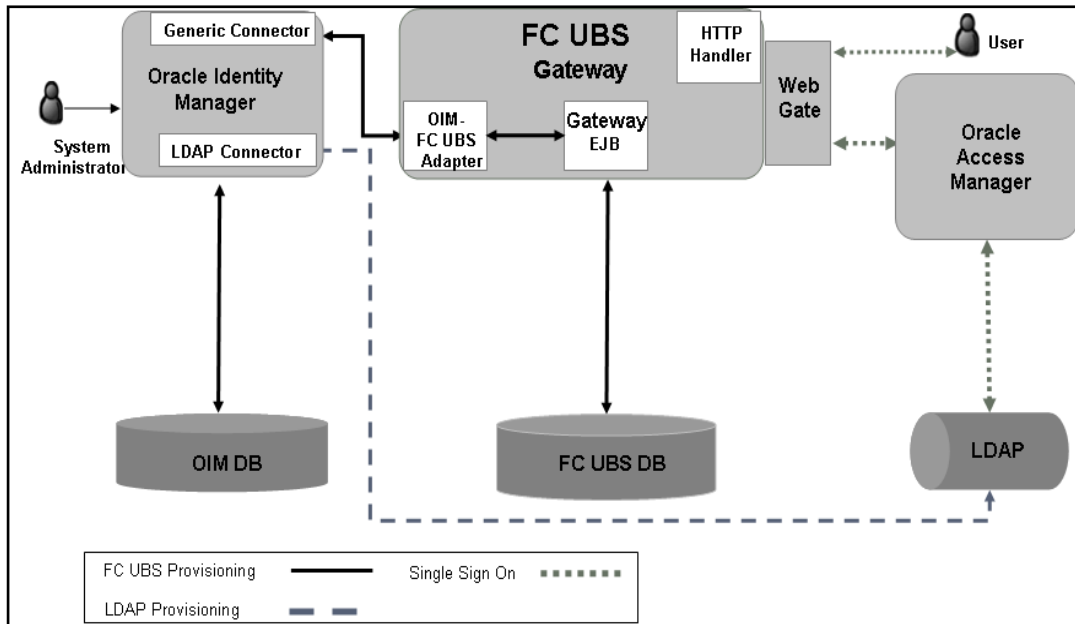 Generic Connector
Oracle Identity
Manager
LDAP Connector
System
Administrator
FC UBS
Gateway
HTTP
Handler
OIM-
FC UBS
Adapter
Gateway
EJB
Web
Gate
User
Oracle
Access
Manager
OIM DB
FC UBS DB
LDAP
FC UBS Provisioning
Single Sign On
LDAP Provisioning